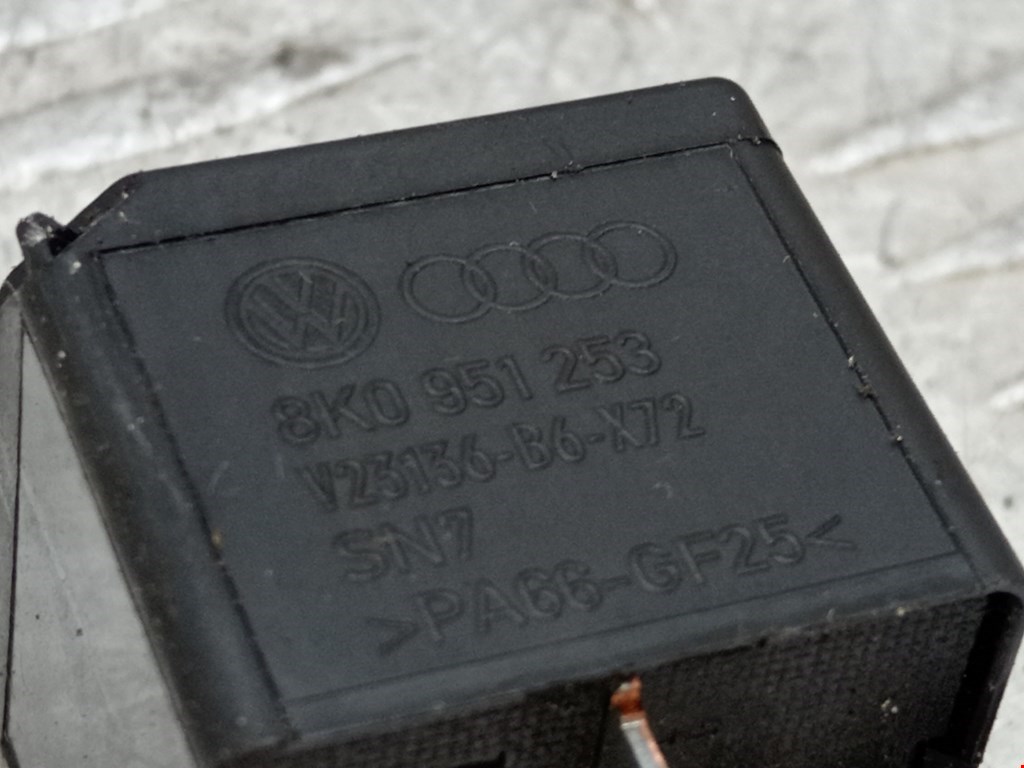 8K0 951 253
V23136-B6-X72
SN7
>PA66-GF25<